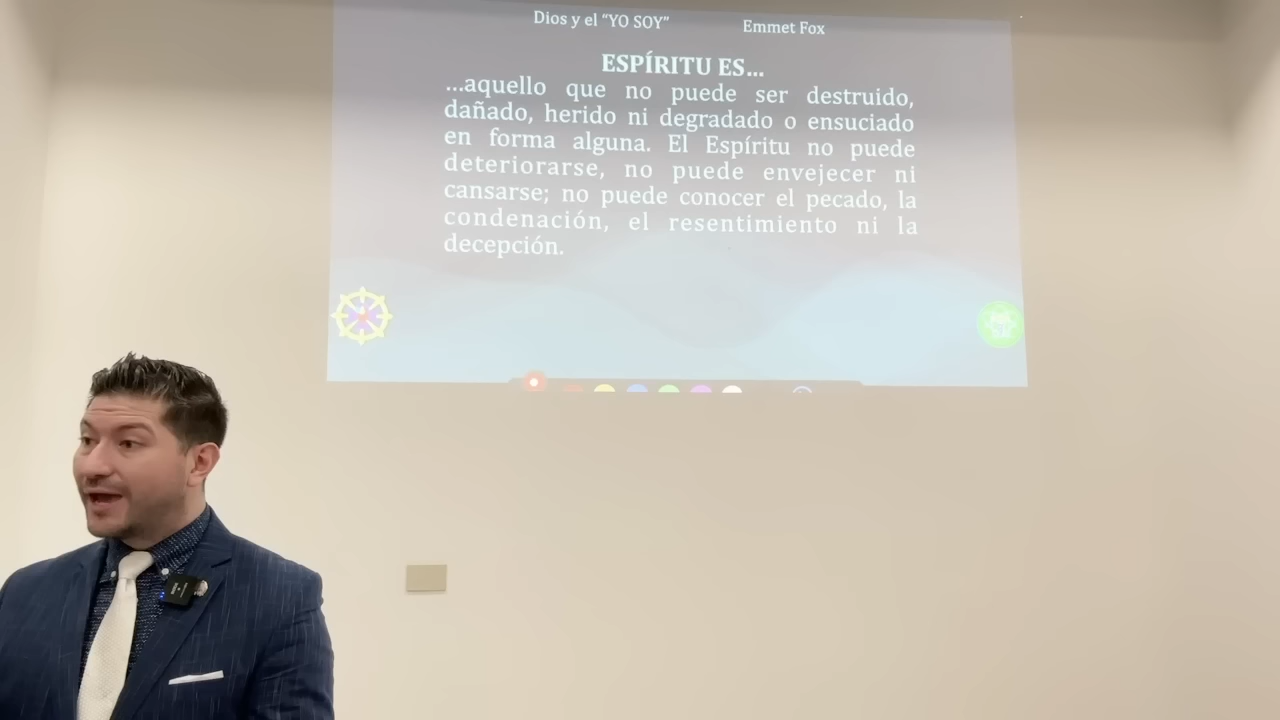 Dios y el “YO SOY” Emmet Fox
ESPÍRITU ES...
...aquello que no puede ser destruido,
dañado, herido ni degradado o ensuciado
en forma alguna. El Espíritu no puede
deteriorarse, no puede envejecer ni
cansarse; no puede conocer el pecado, la
condenación, el resentimiento ni la
decepción.